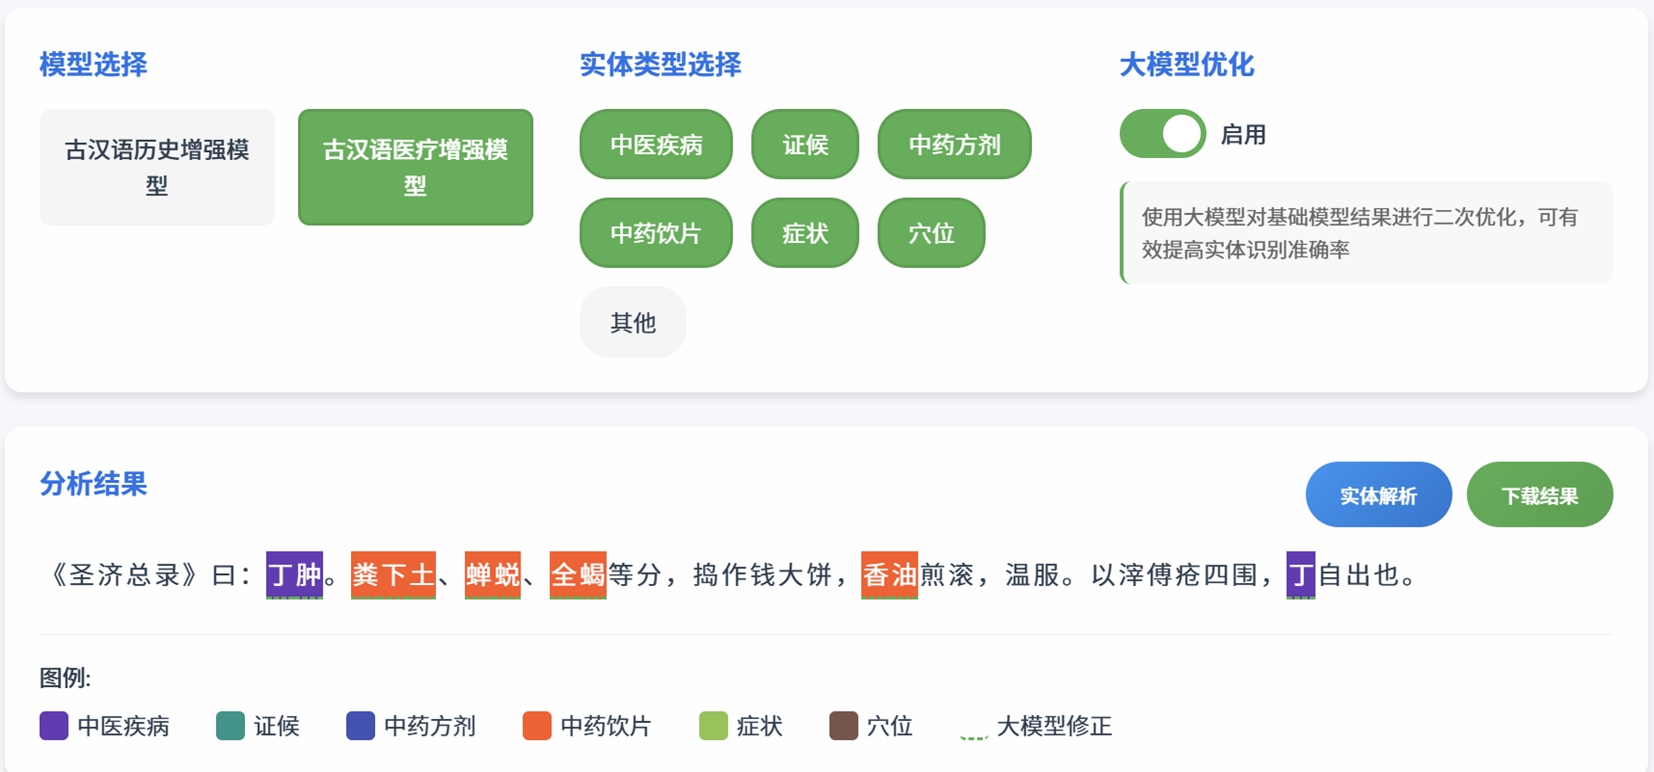 模型选择
古汉语历史增强模
型
古汉语医疗增强模
型
实体类型选择
中医疾病
证候
中药方剂
中药饮片
症状
穴位
其他
大模型优化
启用
使用大模型对基础模型结果进行二次优化，可有
效提高实体识别准确率
分析结果
实体解析
下载结果
《圣济总录》曰：丁肿。粪下土、蝉蜕、全蝎等分，捣作钱大饼，香油煎滚，温服。以滓傅疮四围，丁自出也。
图例:
中医疾病
证候
中药方剂
中药饮片
症状
穴位
大模型修正